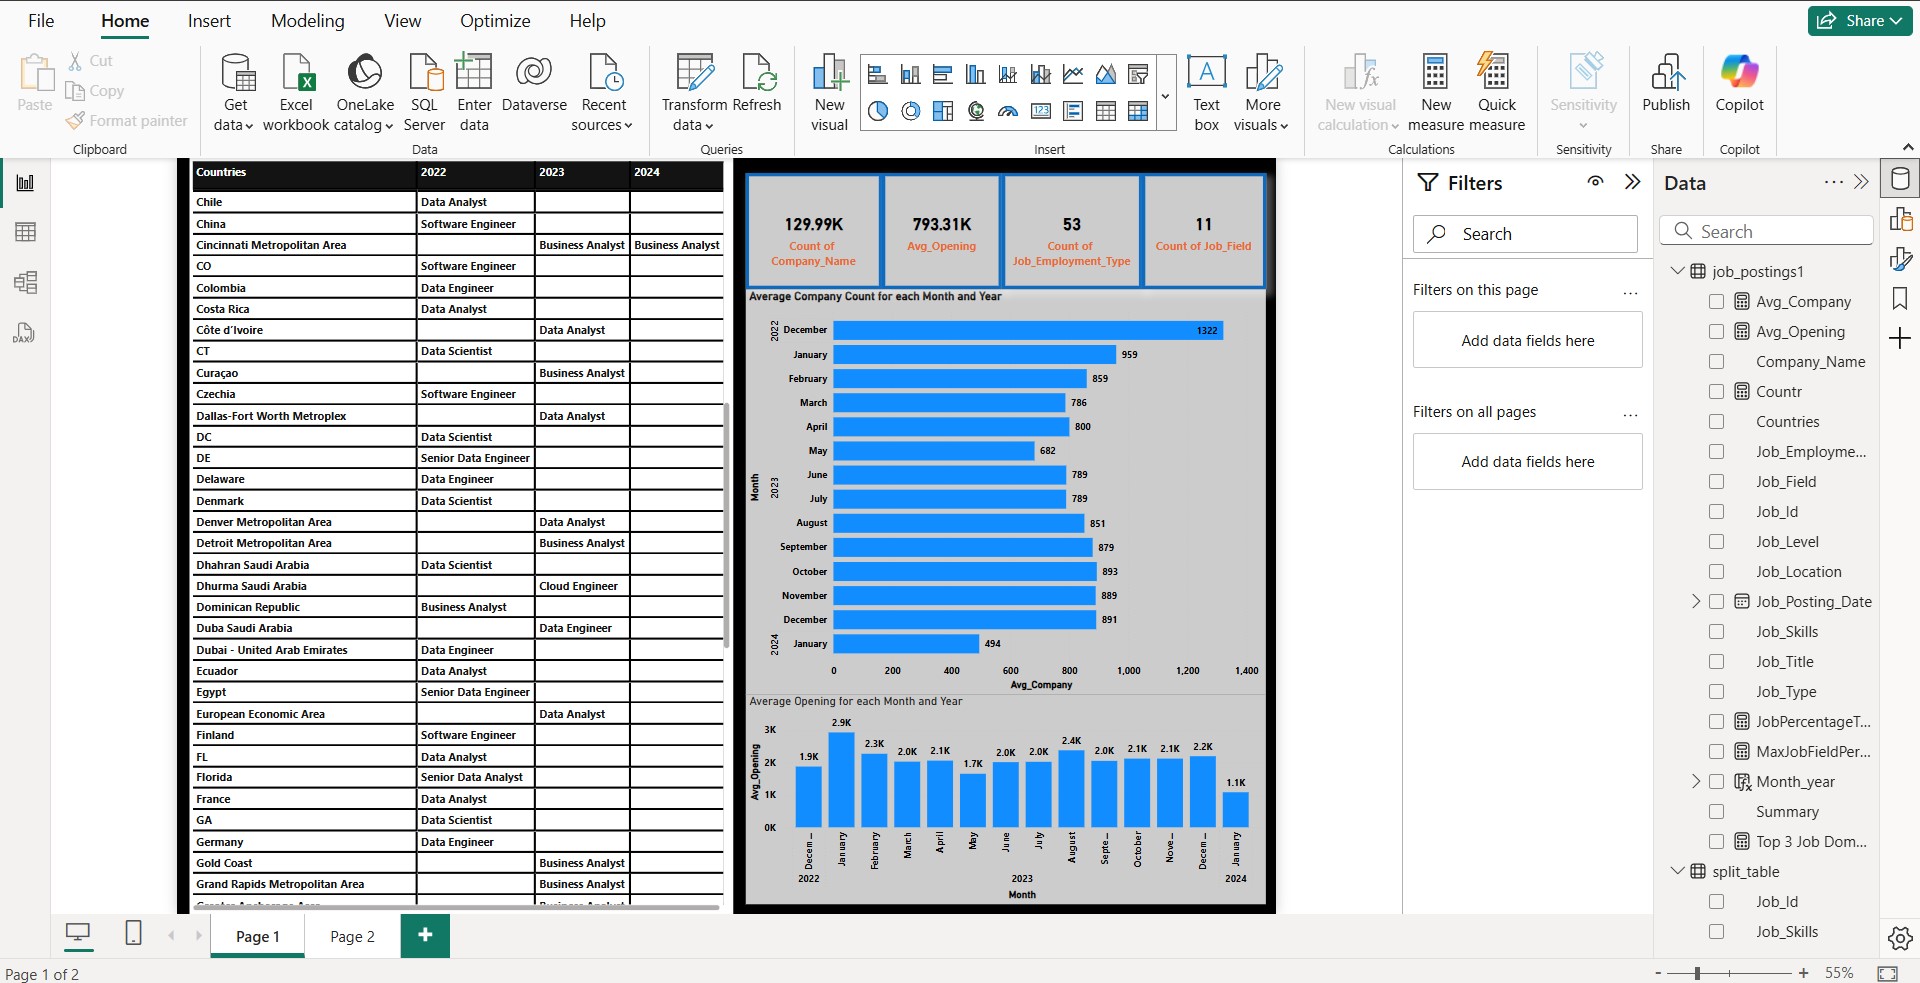 File Home Insert Modeling View Optimize Help Share
Paste
Cut
Copy
Format painter
Clipboard
Get data
Excel workbook
OneLake catalog
SQL Server
Enter data
Dataverse
Recent sources
Data
Transform data
Refresh
Queries
New visual
123
Text box
More visuals
Insert
New visual calculation
New measure
Quick measure
Calculations
Sensitivity
Sensitivity
Publish
Share
Copilot
Copilot
DAX
Countries 2022 2023 2024
Chile Data Analyst
China Software Engineer
Cincinnati Metropolitan Area Business Analyst Business Analyst
CO Software Engineer
Colombia Data Engineer
Costa Rica Data Analyst
Côte d'Ivoire Data Analyst
CT Data Scientist
Curaçao Business Analyst
Czechia Software Engineer
Dallas-Fort Worth Metroplex Data Analyst
DC Data Scientist
DE Senior Data Engineer
Delaware Data Engineer
Denmark Data Scientist
Denver Metropolitan Area Data Analyst
Detroit Metropolitan Area Business Analyst
Dhahran Saudi Arabia Data Scientist
Dhurma Saudi Arabia Cloud Engineer
Dominican Republic Business Analyst
Duba Saudi Arabia Data Engineer
Dubai - United Arab Emirates Data Engineer
Ecuador Data Analyst
Egypt Senior Data Engineer
European Economic Area Data Analyst
Finland Software Engineer
FL Data Analyst
Florida Senior Data Analyst
France Data Analyst
GA Data Scientist
Germany Data Engineer
Gold Coast Business Analyst
Grand Rapids Metropolitan Area Business Analyst
129.99K
Count of
Company_Name
793.31K
Avg_Opening
53
Count of
Job_Employment_Type
11
Count of Job_Field
Average Company Count for each Month and Year
Month
2022
December 1322
2023
January 959
February 859
March 786
April 800
May 682
June 789
July 789
August 851
September 879
October 893
November 889
December 891
2024
January 494
0 200 400 600 800 1,000 1,200 1,400
Avg_Company
Average Opening for each Month and Year
Avg_Opening
3K
2K
1K
0K
1.9K 2.9K 2.3K 2.0K 2.1K 1.7K 2.0K 2.0K 2.4K 2.0K 2.1K 2.1K 2.2K 1.1K
Decem... January February March April May June July August Septe... October Nove... Decem... January
2022 2023 2024
Month
Filters
Search
Filters on this page ...
Add data fields here
Filters on all pages ...
Add data fields here
Data ...
Search
job_postings1
Avg_Company
Avg_Opening
Company_Name
Countr
Countries
Job_Employme...
Job_Field
Job_Id
Job_Level
Job_Location
Job_Posting_Date
Job_Skills
Job_Title
Job_Type
JobPercentageT...
MaxJobFieldPer...
Month_year
Summary
Top 3 Job Dom...
split_table
Job_Id
Job_Skills
Page 1 Page 2 +
Page 1 of 2
- + 55%